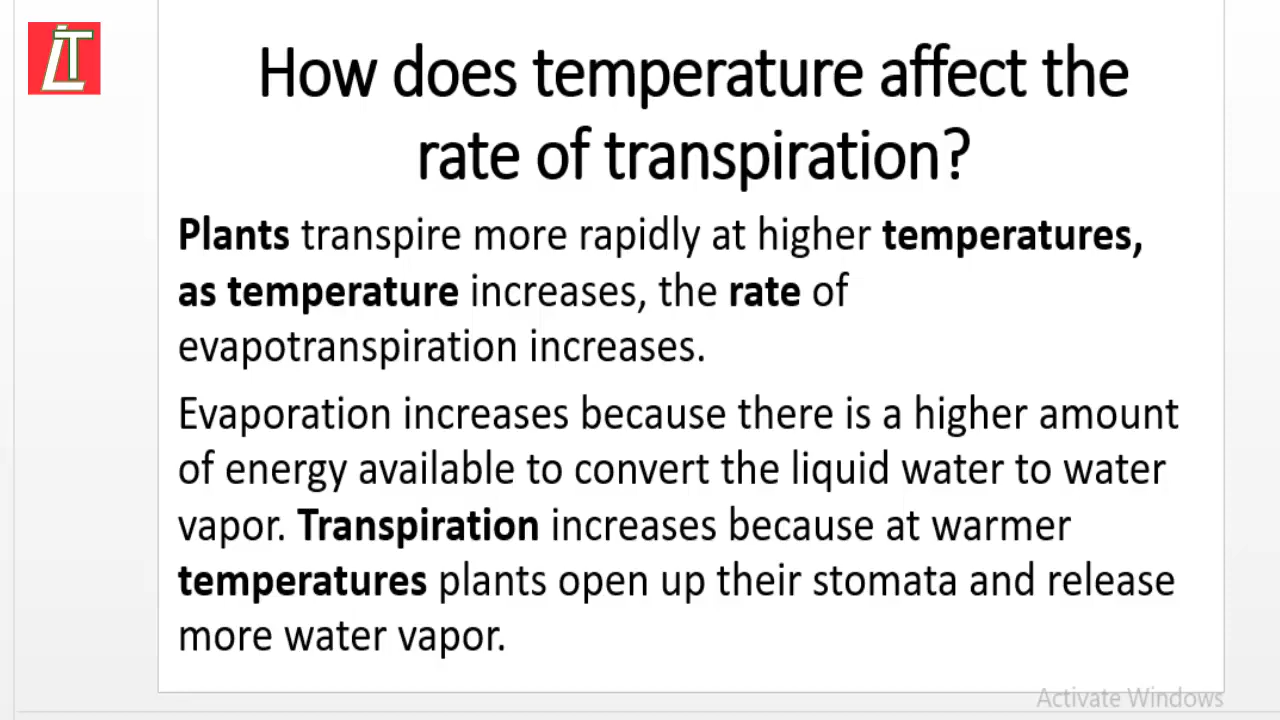 LIT
How does temperature affect the
rate of transpiration?
Plants transpire more rapidly at higher temperatures,
as temperature increases, the rate of
evapotranspiration increases.
Evaporation increases because there is a higher amount
of energy available to convert the liquid water to water
vapor. Transpiration increases because at warmer
temperatures plants open up their stomata and release
more water vapor.
Activate Windows